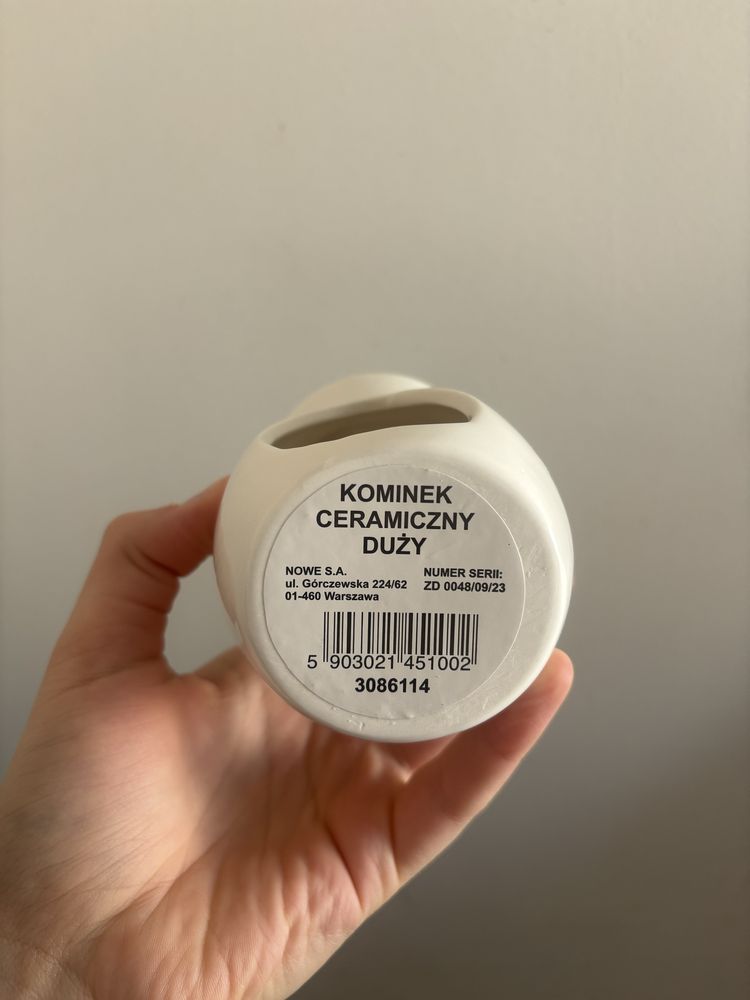 KOMINEK
CERAMICZNY
DUŻY
NOWE S.A.
ul. Górczewska 224/62
01-460 Warszawa
NUMER SERII:
ZD 0048/09/23
5 903021 451002
3086114